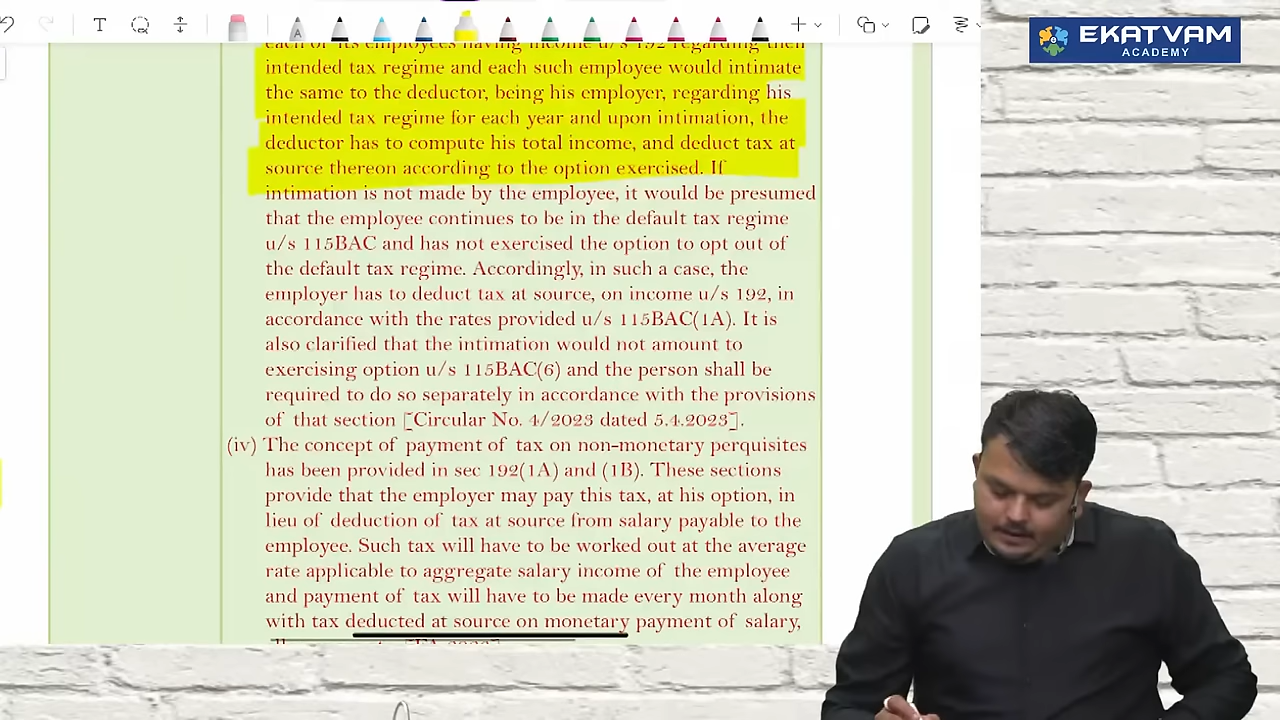 EKATVAM
ACADEMY
each of its employees having income u/s 192 regarding their
intended tax regime and each such employee would intimate
the same to the deductor, being his employer, regarding his
intended tax regime for each year and upon intimation, the
deductor has to compute his total income, and deduct tax at
source thereon according to the option exercised. If
intimation is not made by the employee, it would be presumed
that the employee continues to be in the default tax regime
u/s 115BAC and has not exercised the option to opt out of
the default tax regime. Accordingly, in such a case, the
employer has to deduct tax at source, on income u/s 192, in
accordance with the rates provided u/s 115BAC(1A). It is
also clarified that the intimation would not amount to
exercising option u/s 115BAC(6) and the person shall be
required to do so separately in accordance with the provisions
of that section [Circular No. 4/2023 dated 5.4.2023].
(iv) The concept of payment of tax on non-monetary perquisites
has been provided in sec 192(1A) and (1B). These sections
provide that the employer may pay this tax, at his option, in
lieu of deduction of tax at source from salary payable to the
employee. Such tax will have to be worked out at the average
rate applicable to aggregate salary income of the employee
and payment of tax will have to be made every month along
with tax deducted at source on monetary payment of salary,